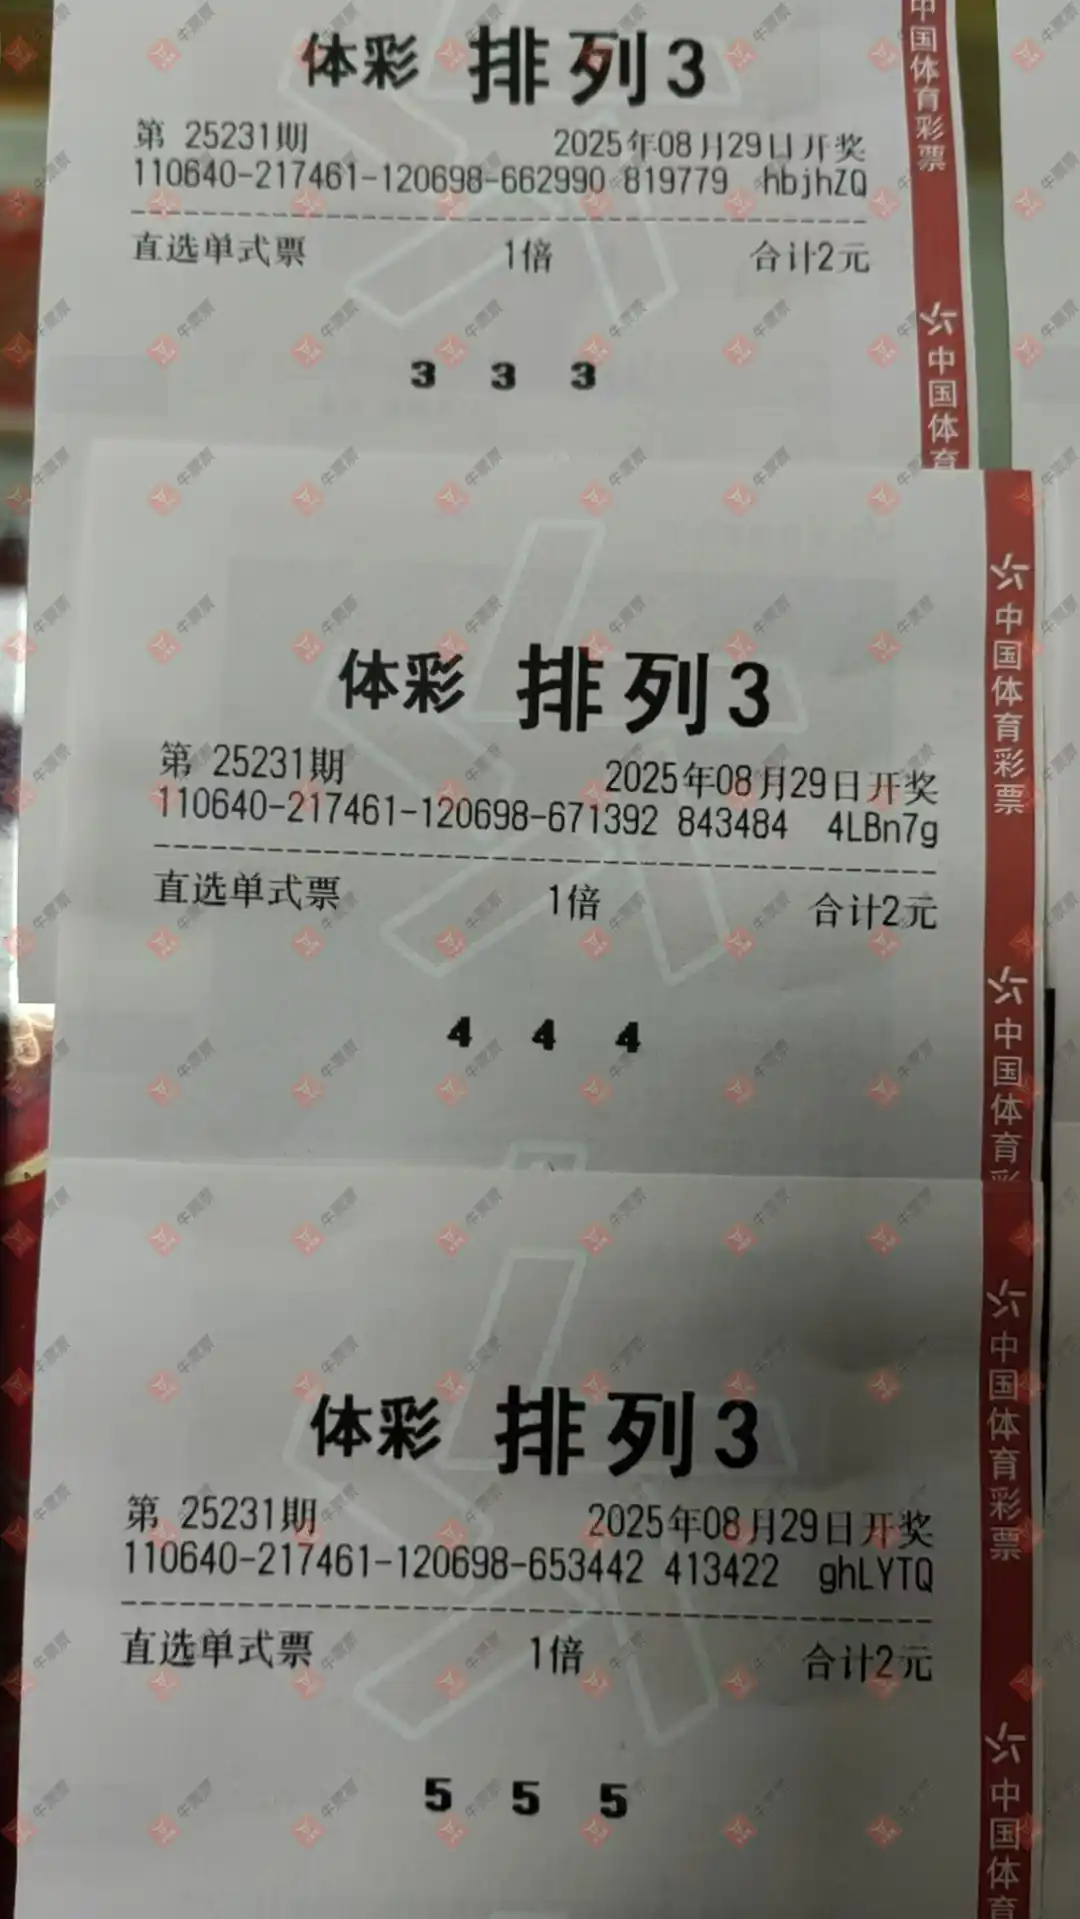 体彩 排列3
第 25231期 2025年08月29日开奖
110640-217461-120698-662990 819779 hbjhZQ
直选单式票 1倍 合计2元
3 3 3
中国体育彩票
中国体育
体彩 排列3
第 25231期 2025年08月29日开奖
110640-217461-120698-671392 843484 4LBn7g
直选单式票 1倍 合计2元
4 4 4
中国体育彩票
中国体育彩
体彩 排列3
第 25231期 2025年08月29日开奖
110640-217461-120698-653442 413422 ghLYTQ
直选单式票 1倍 合计2元
5 5 5
中国体育彩票
中国体育
牛票票